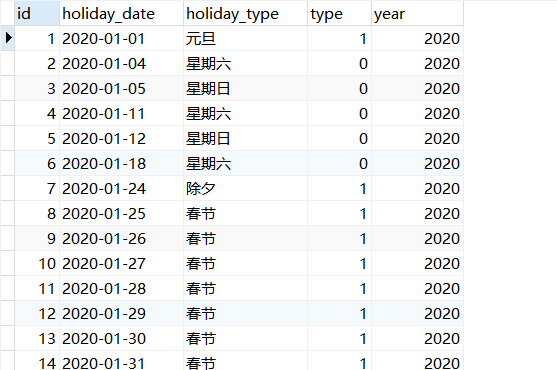 id holiday_date holiday_type type year
1 2020-01-01 元旦 1 2020
2 2020-01-04 星期六 0 2020
3 2020-01-05 星期日 0 2020
4 2020-01-11 星期六 0 2020
5 2020-01-12 星期日 0 2020
6 2020-01-18 星期六 0 2020
7 2020-01-24 除夕 1 2020
8 2020-01-25 春节 1 2020
9 2020-01-26 春节 1 2020
10 2020-01-27 春节 1 2020
11 2020-01-28 春节 1 2020
12 2020-01-29 春节 1 2020
13 2020-01-30 春节 1 2020
14 2020-01-31 春节 1 2020